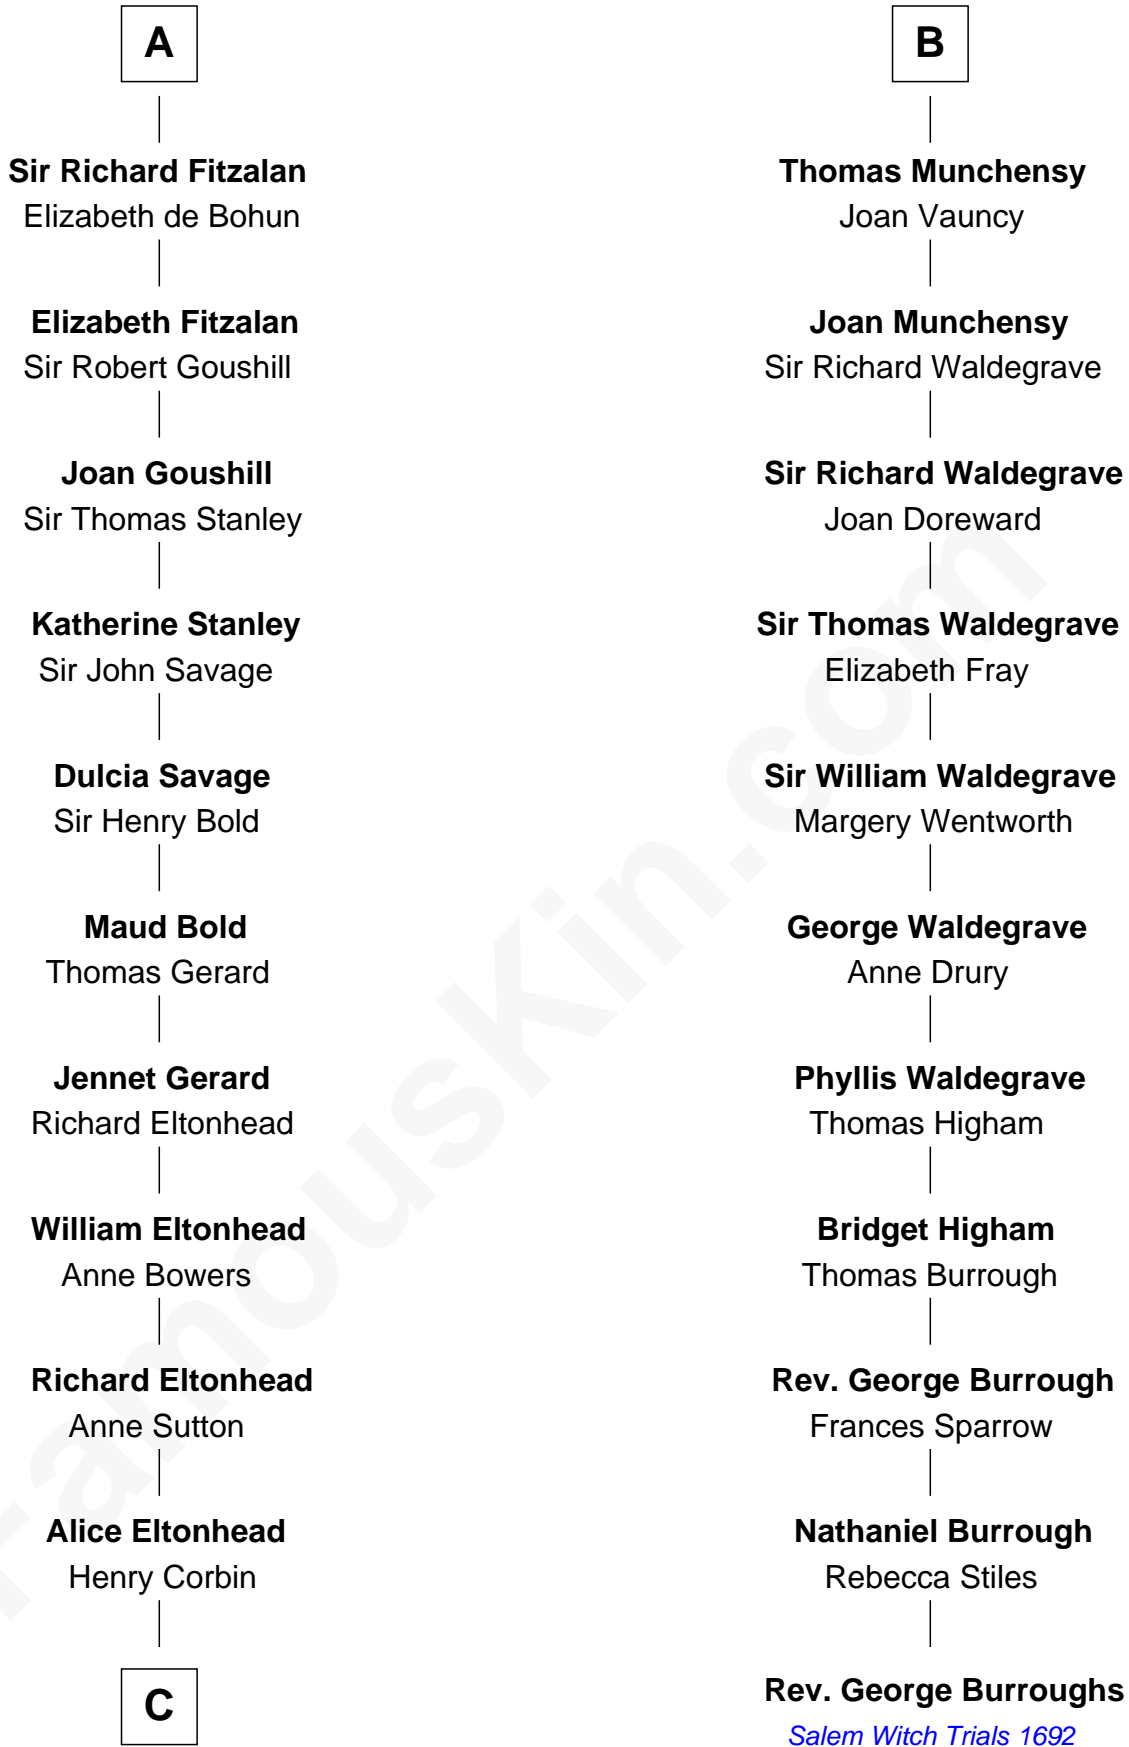 A
Sir Richard Fitzalan
Elizabeth de Bohun
Elizabeth Fitzalan
Sir Robert Goushill
Joan Goushill
Sir Thomas Stanley
Katherine Stanley
Sir John Savage
Dulcia Savage
Sir Henry Bold
Maud Bold
Thomas Gerard
Jennet Gerard
Richard Eltonhead
William Eltonhead
Anne Bowers
Richard Eltonhead
Anne Sutton
Alice Eltonhead
Henry Corbin
C
B
Thomas Munchensy
Joan Vauncy
Joan Munchensy
Sir Richard Waldegrave
Sir Richard Waldegrave
Joan Doreward
Sir Thomas Waldegrave
Elizabeth Fray
Sir William Waldegrave
Margery Wentworth
George Waldegrave
Anne Drury
Phyllis Waldegrave
Thomas Higham
Bridget Higham
Thomas Burrough
Rev. George Burrough
Frances Sparrow
Nathaniel Burrough
Rebecca Stiles
Rev. George Burroughs
Salem Witch Trials 1692
FamousKin.com